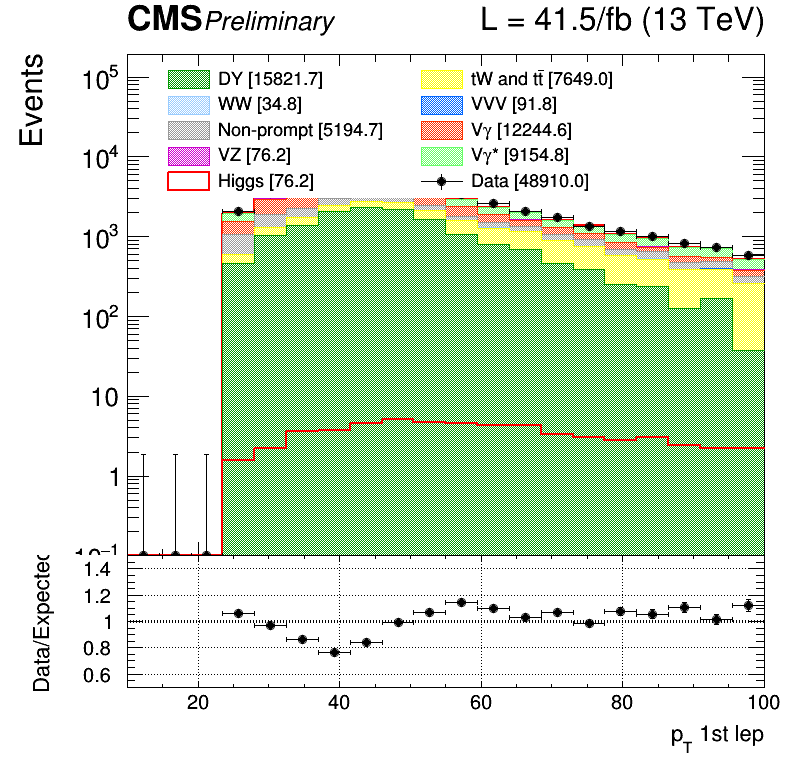 CMS Preliminary L = 41.5/fb (13 TeV)
Events
10⁵
10⁴
10³
10²
10
1
10⁻¹
DY [15821.7]
tW and tt̄ [7649.0]
WW [34.8]
VVV [91.8]
Non-prompt [5194.7]
Vγ [12244.6]
VZ [76.2]
Vγ* [9154.8]
Higgs [76.2]
Data [48910.0]
Data/Expected
1.4
1.2
1
0.8
0.6
20 40 60 80 100
p_T 1st lep